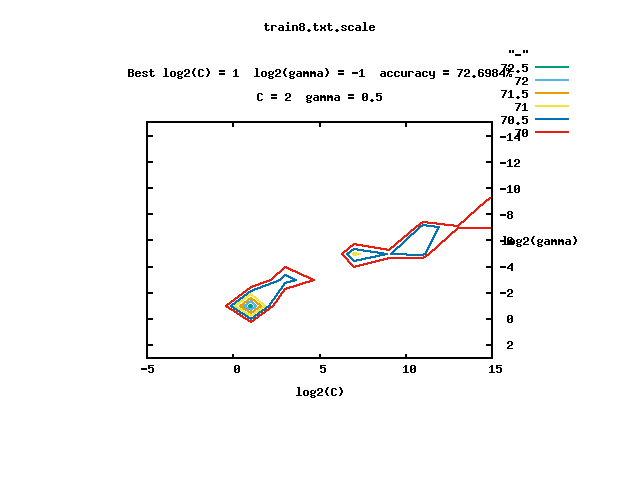 train8.txt.scale
"-"
Best log2(C) = 1 log2(gamma) = -1 accuracy = 72.6984%
72.5
72
C = 2 gamma = 0.5
71.5
71
70.5
70
-14
-12
-10
-8
-6
log2(gamma)
-4
-2
0
2
-5 0 5 10 15
log2(C)